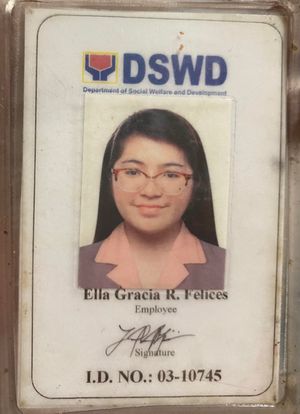 DSWD
Department of Social Welfare and Development
Ella Gracia R. Felices
Employee
Signature
I.D. NO.: 03-10745